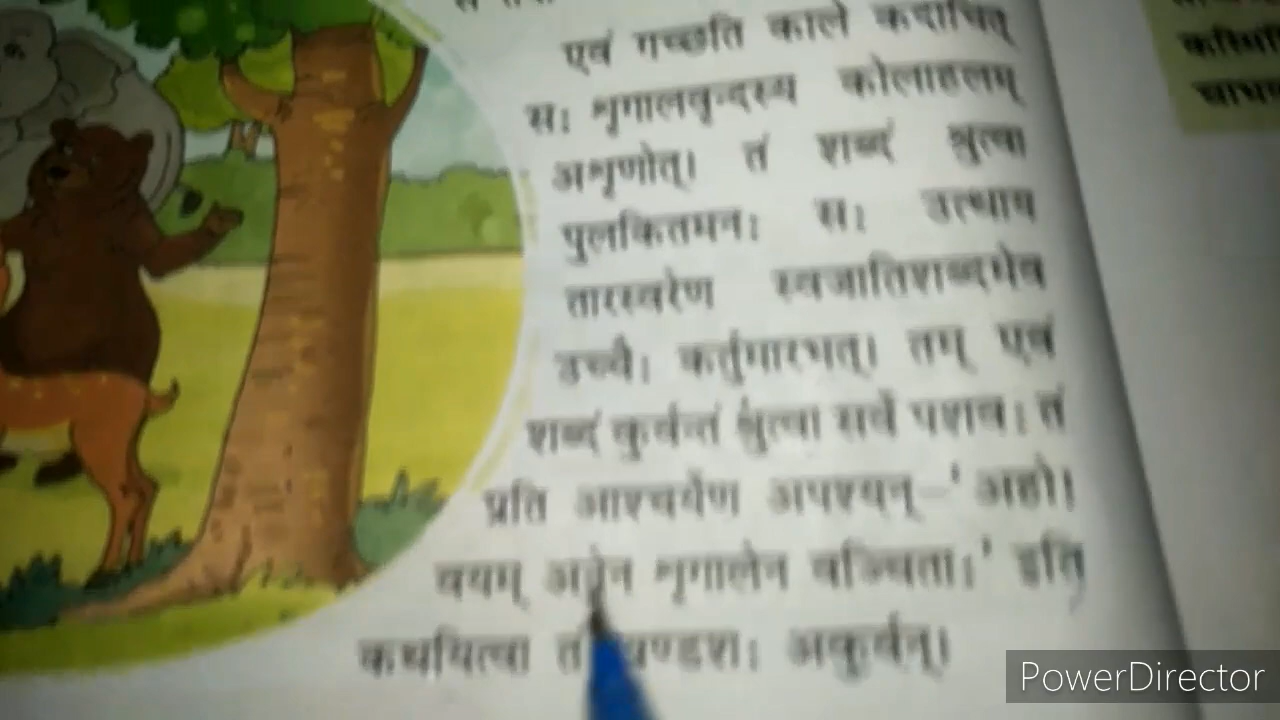 एवं गच्छति काले कदाचित्
सः शृगालवृन्दस्य कोलाहलम्
अशृणोत्। तं शब्दं श्रुत्वा
पुलकितमनः सः उत्थाय
तारस्वरेण स्वजातिशब्दमेव
उच्चैः कर्तुमारभत्। तम् एवं
शब्दं कुर्वन्तं श्रुत्वा सर्वे पशवः तं
प्रति आश्चर्येण अपश्यन्–'अहो!
वयम् अनेन शृगालेन वञ्चिताः' इति
कथयित्वा तं खण्डशः अकुर्वन्।
PowerDirector